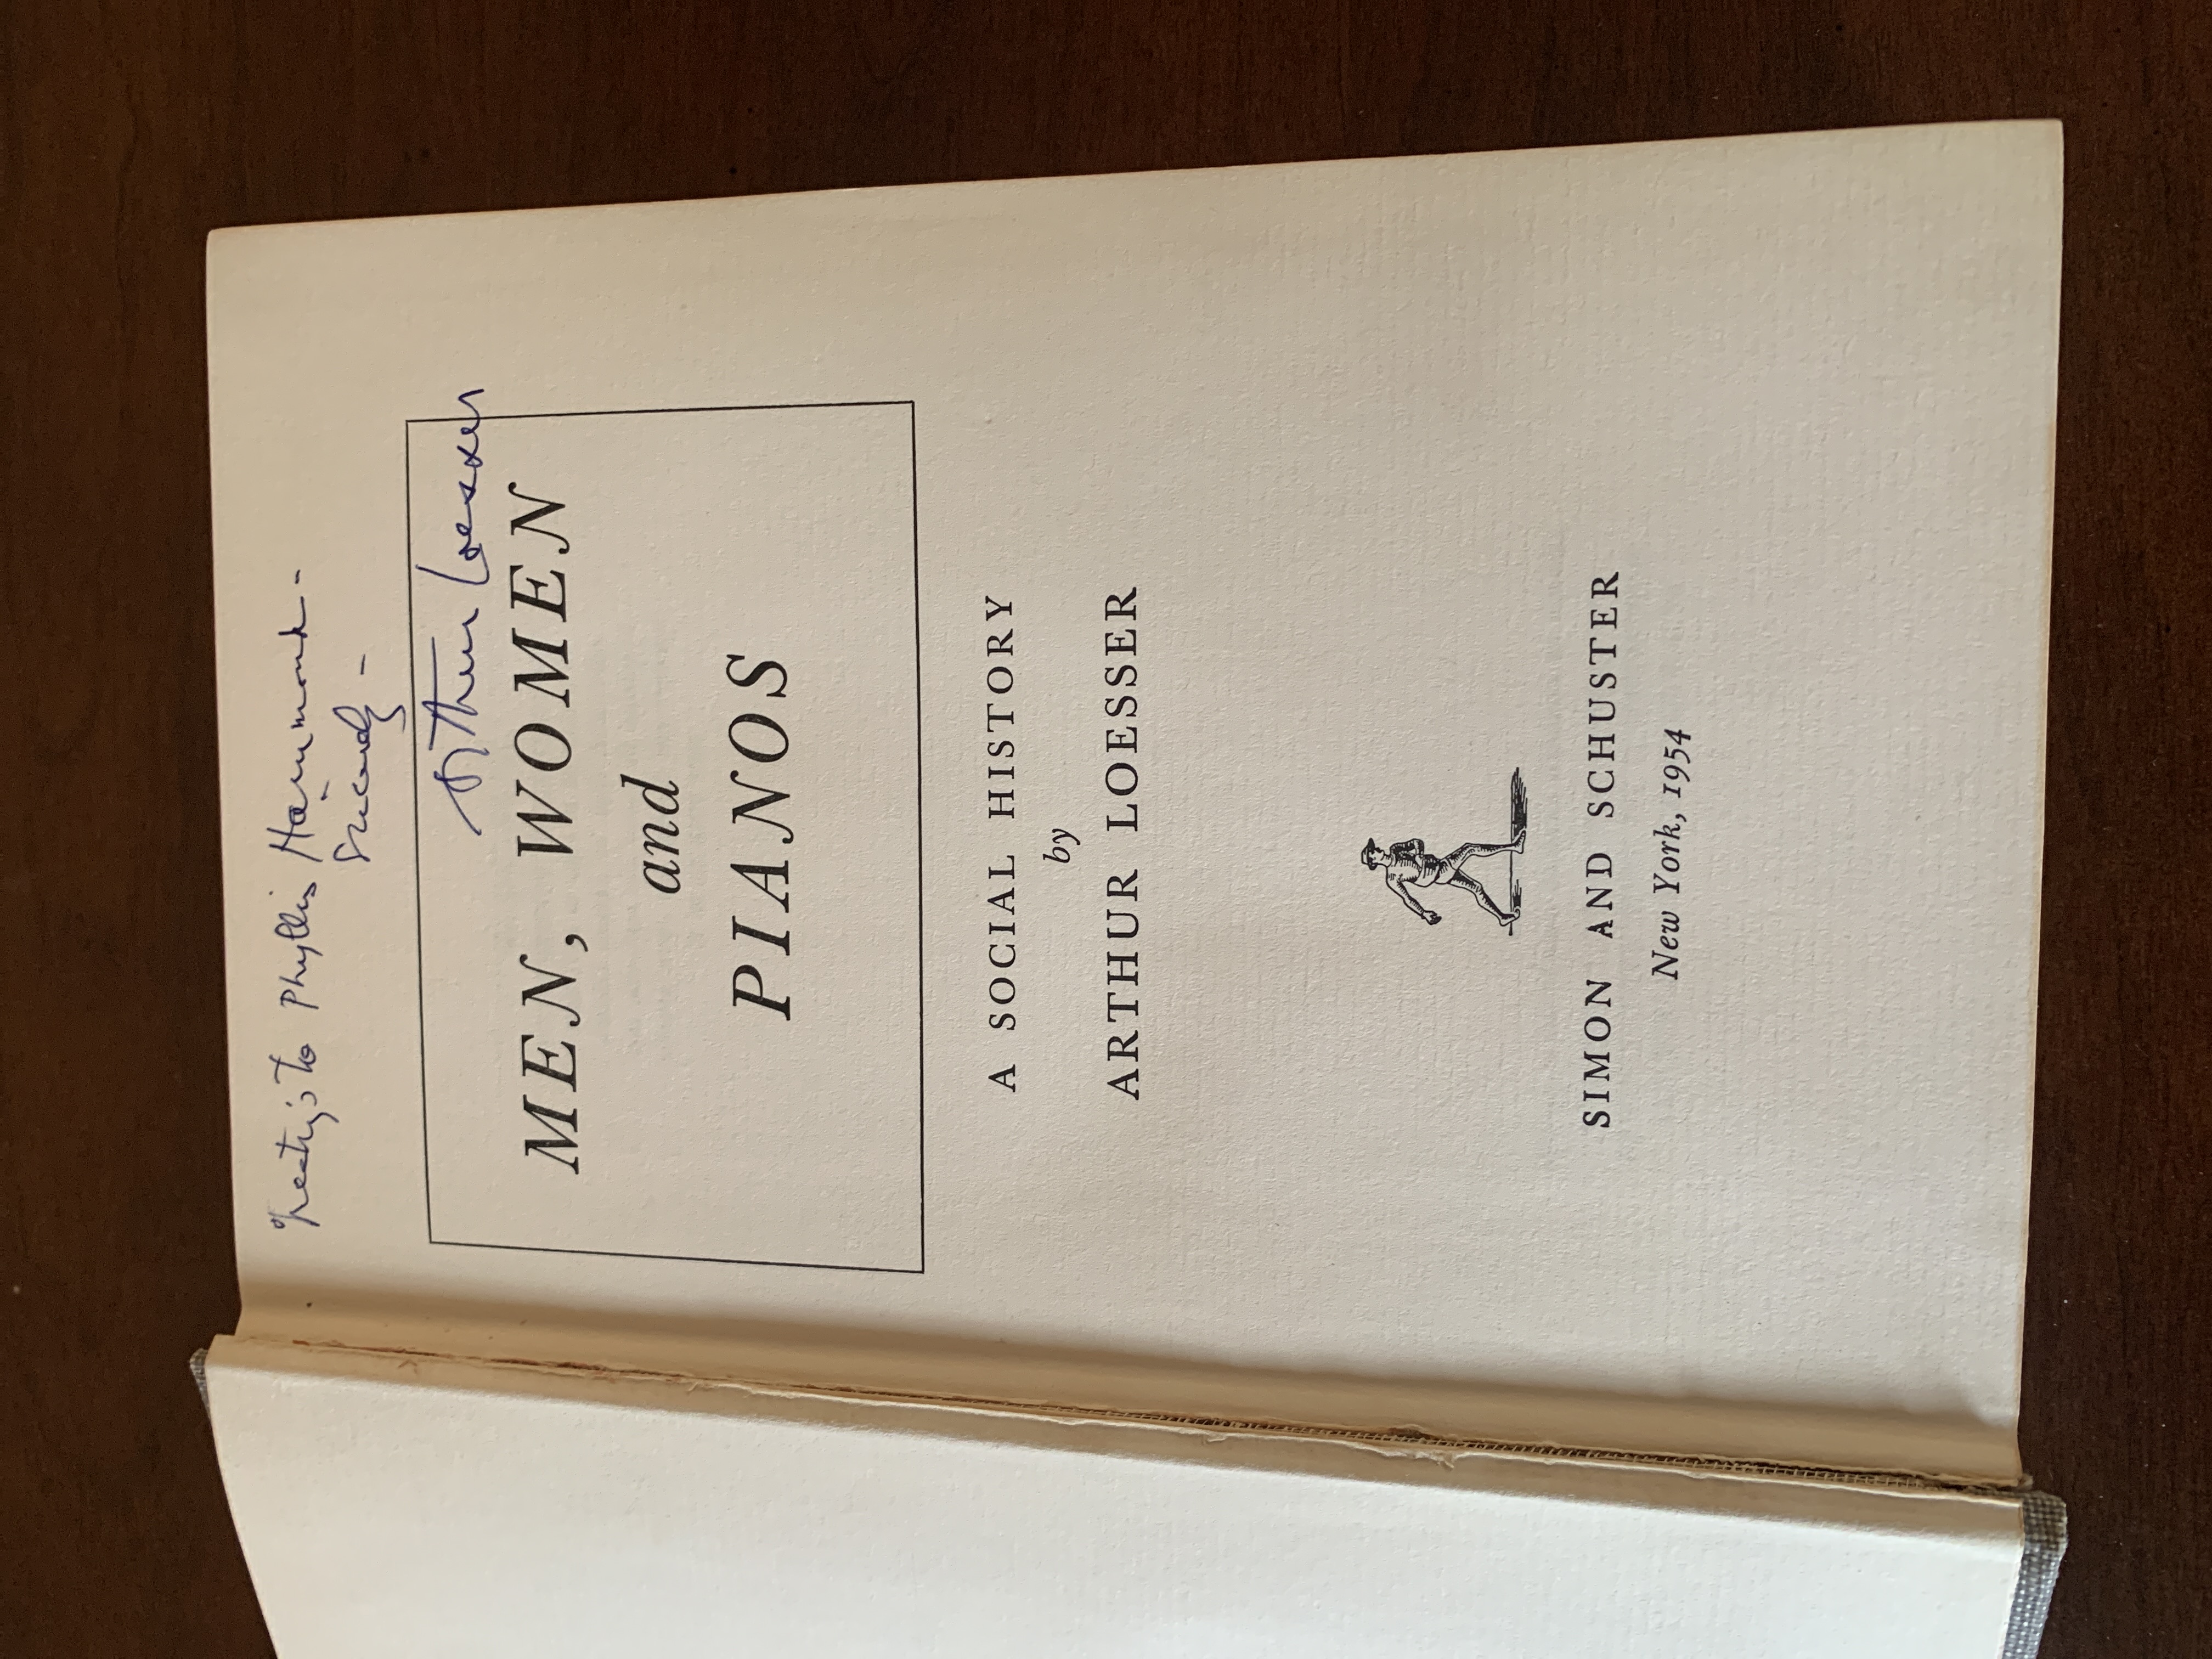 Greetings to Phyllis Hammond -
Sincerely -
Arthur Loesser
MEN, WOMEN
and
PIANOS
A SOCIAL HISTORY
by
ARTHUR LOESSER
SIMON AND SCHUSTER
New York, 1954